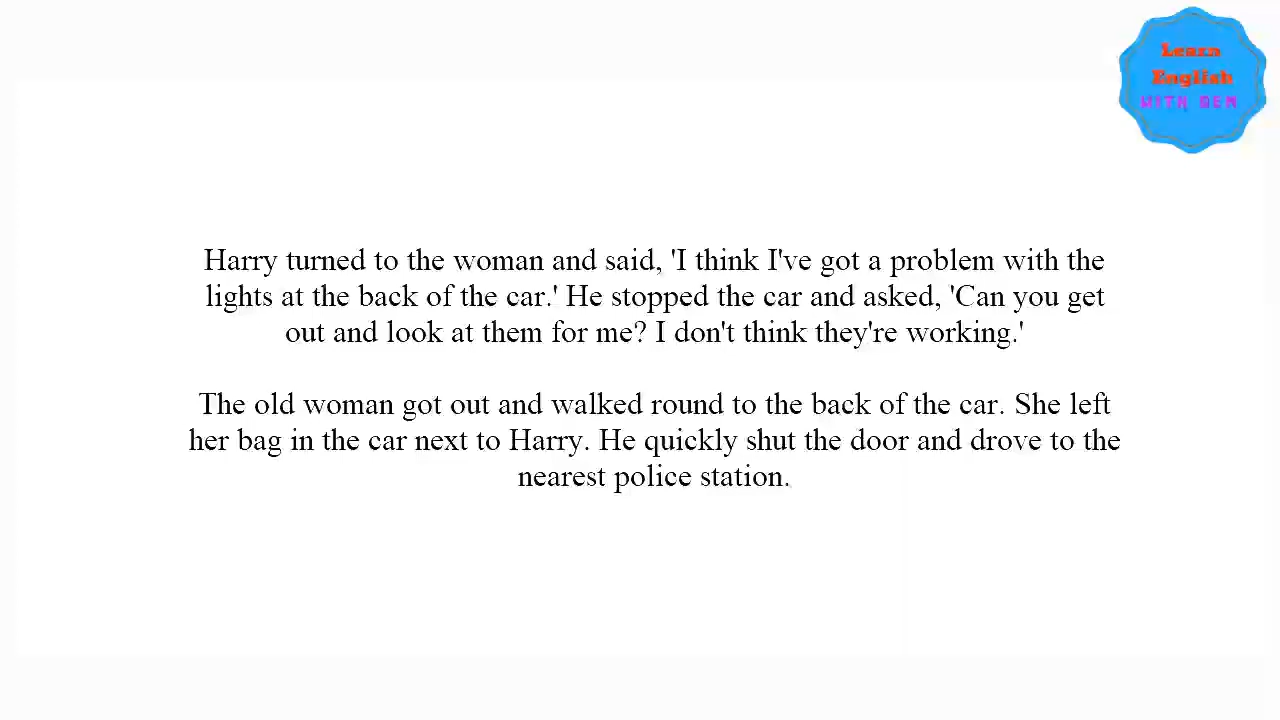 Learn
English
WITH BEN
Harry turned to the woman and said, 'I think I've got a problem with the
lights at the back of the car.' He stopped the car and asked, 'Can you get
out and look at them for me? I don't think they're working.'
The old woman got out and walked round to the back of the car. She left
her bag in the car next to Harry. He quickly shut the door and drove to the
nearest police station.